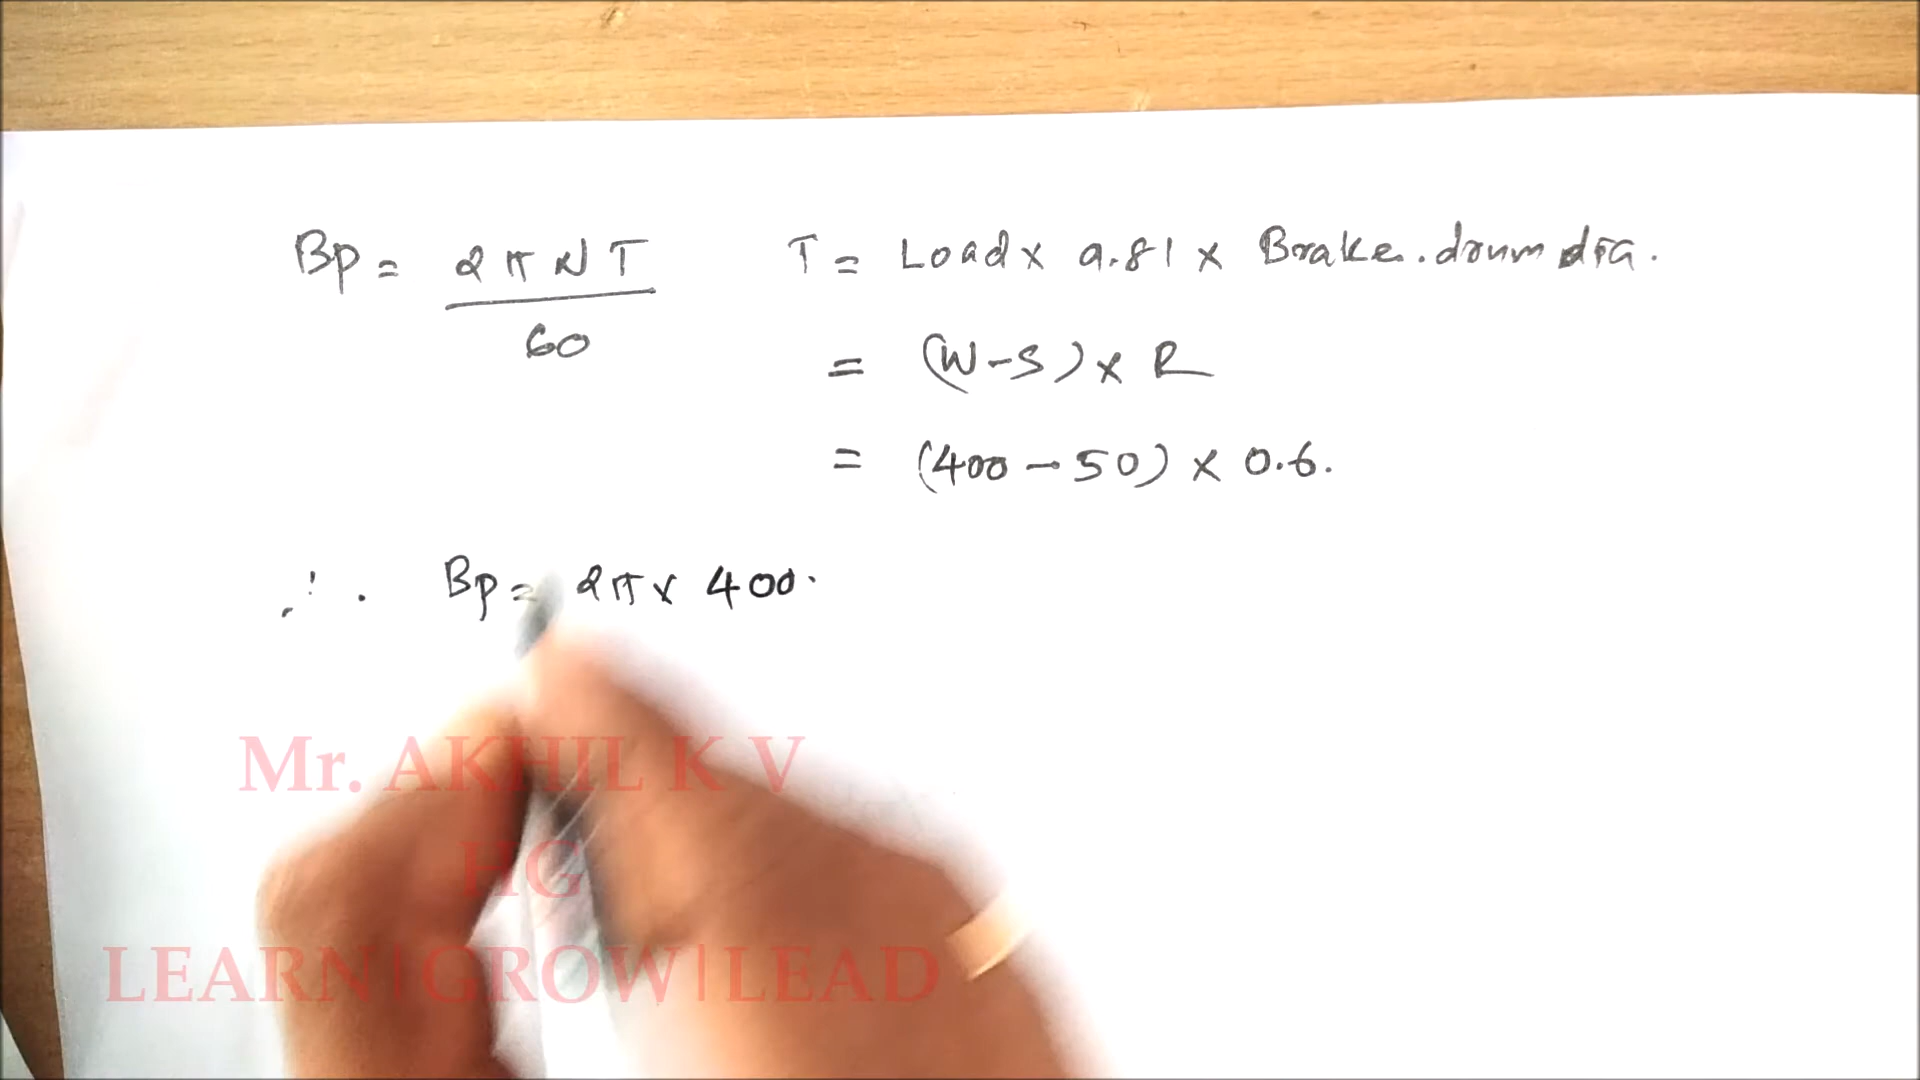 Bp = 2πNT / 60 T = Load x 9.81 x Brake.drum dia.
= (W-S) x R
= (400 - 50) x 0.6.
∴ Bp = 2π x 400.
Mr. AKHIL K V
HG
LEARN|GROW|LEAD